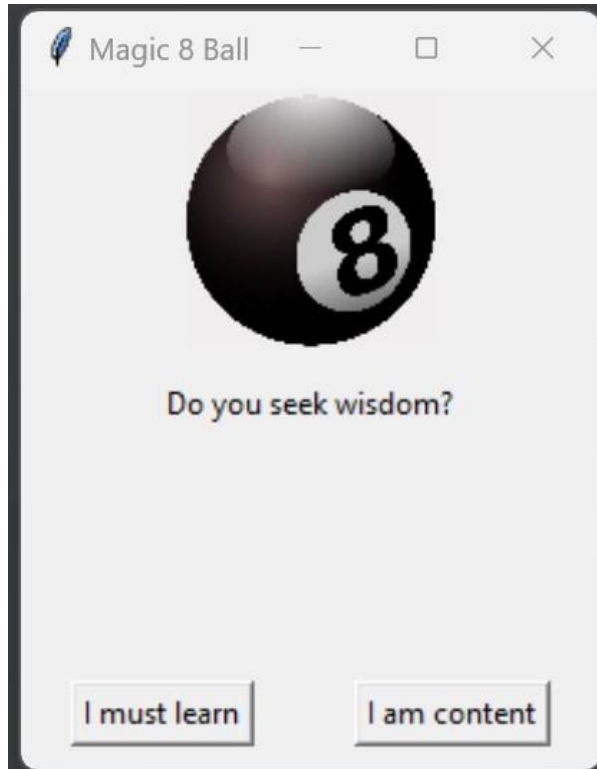 Magic 8 Ball
8
Do you seek wisdom?
I must learn
I am content